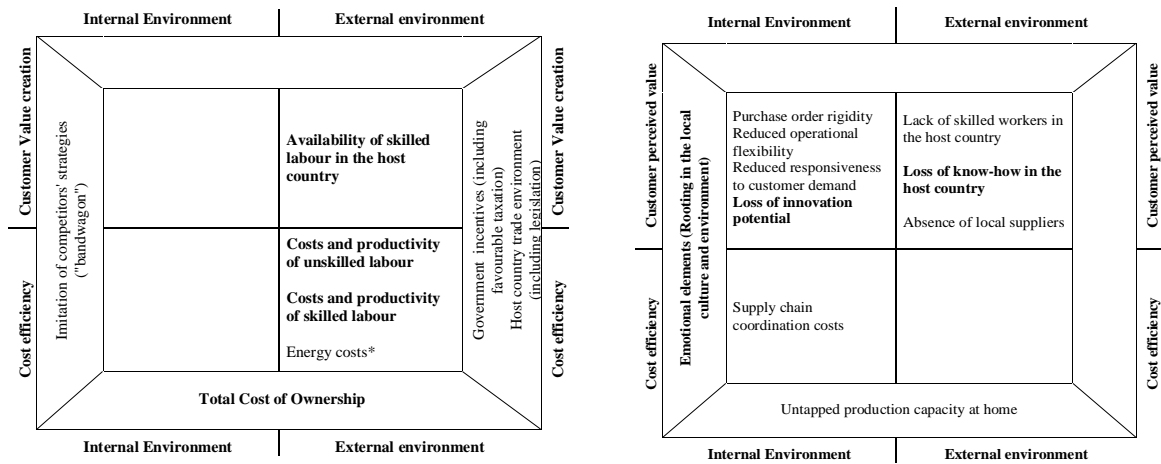 Internal Environment
External environment
Customer Value creation
Cost efficiency
Imitation of competitors' strategies
("bandwagon")
Availability of skilled
labour in the host
country
Costs and productivity
of unskilled labour
Costs and productivity
of skilled labour
Energy costs*
Government incentives (including
favourable taxation)
Host country trade environment
(including legislation)
Customer Value creation
Cost efficiency
Total Cost of Ownership
Internal Environment
External environment
Internal Environment
External environment
Customer perceived value
Cost efficiency
Emotional elements (Rooting in the local
culture and environment)
Purchase order rigidity
Reduced operational
flexibility
Reduced responsiveness
to customer demand
Loss of innovation
potential
Lack of skilled workers in
the host country
Loss of know-how in the
host country
Absence of local suppliers
Supply chain
coordination costs
Customer perceived value
Cost efficiency
Untapped production capacity at home
Internal Environment
External environment